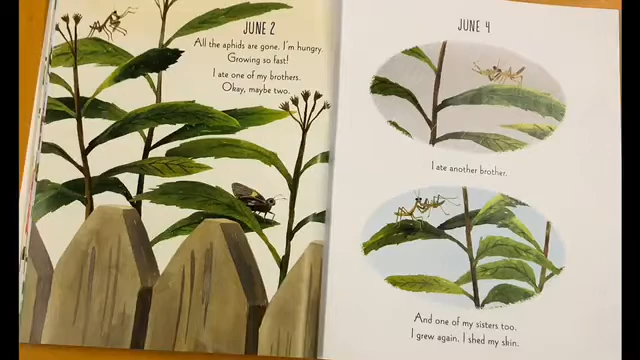 JUNE 2
All the aphids are gone. I'm hungry.
Growing so fast!
I ate one of my brothers.
Okay, maybe two.
JUNE 4
I ate another brother.
And one of my sisters too.
I grew again. I shed my skin.